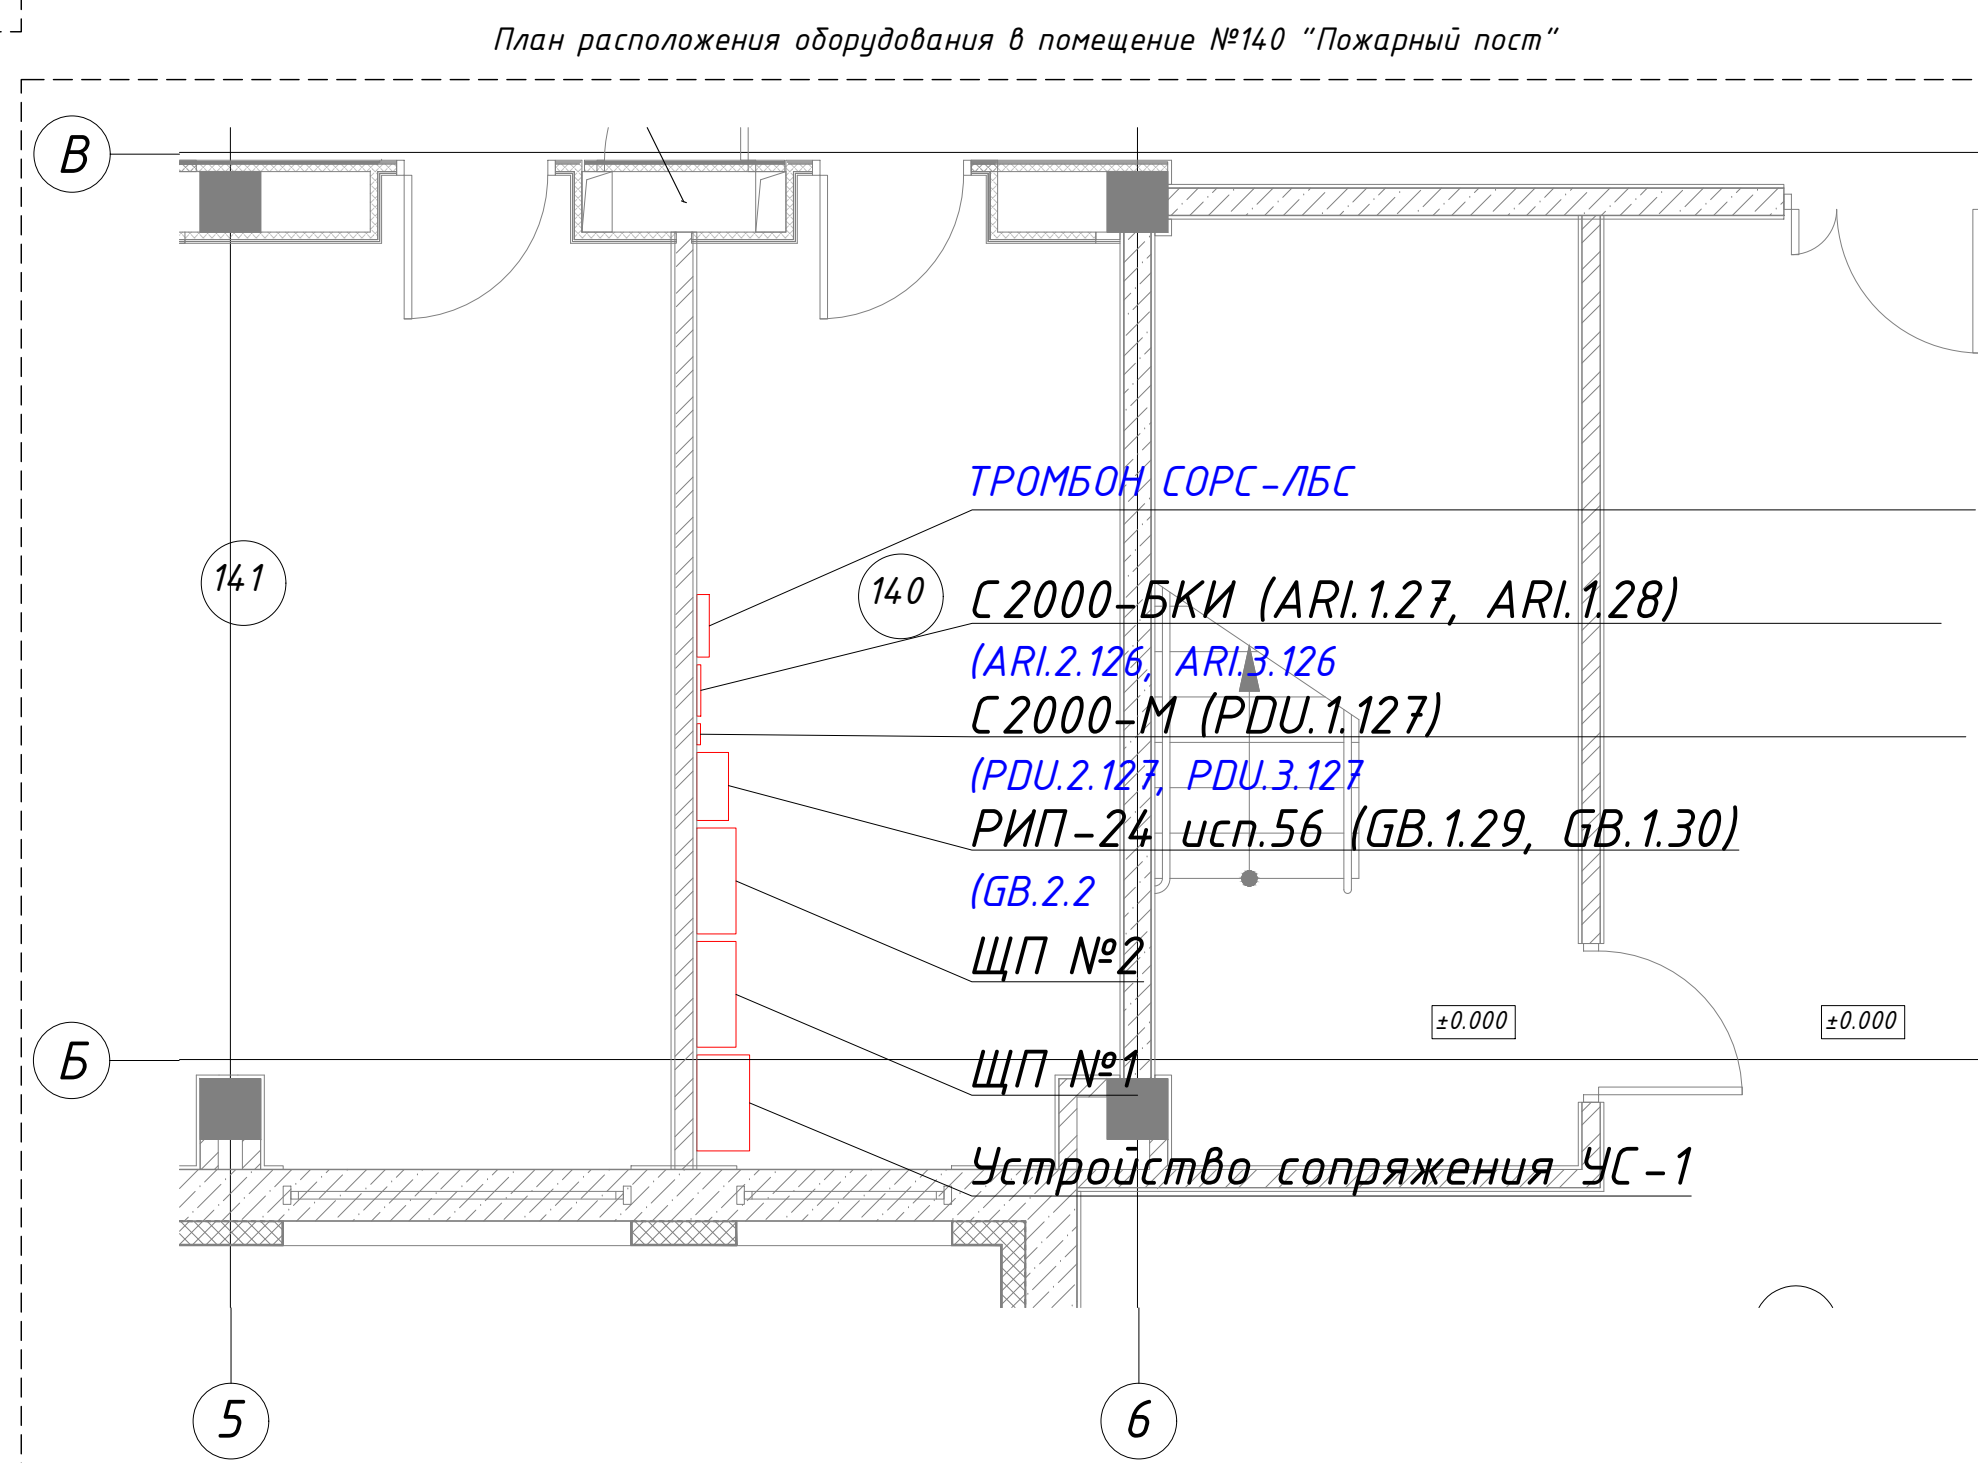 План расположения оборудования в помещение №140 "Пожарный пост"
В
ТРОМБОН СОРС-ЛБС
141
140
С2000-БКИ (ARI.1.27, ARI.1.28)
(ARI.2.126, ARI.3.126
С2000-М (PDU.1.127)
(PDU.2.127, PDU.3.127
РИП-24 исп.56 (GB.1.29, GB.1.30)
(GB.2.2
ЩП №2
±0.000
±0.000
Б
ЩП №1
Устройство сопряжения УС-1
5
6